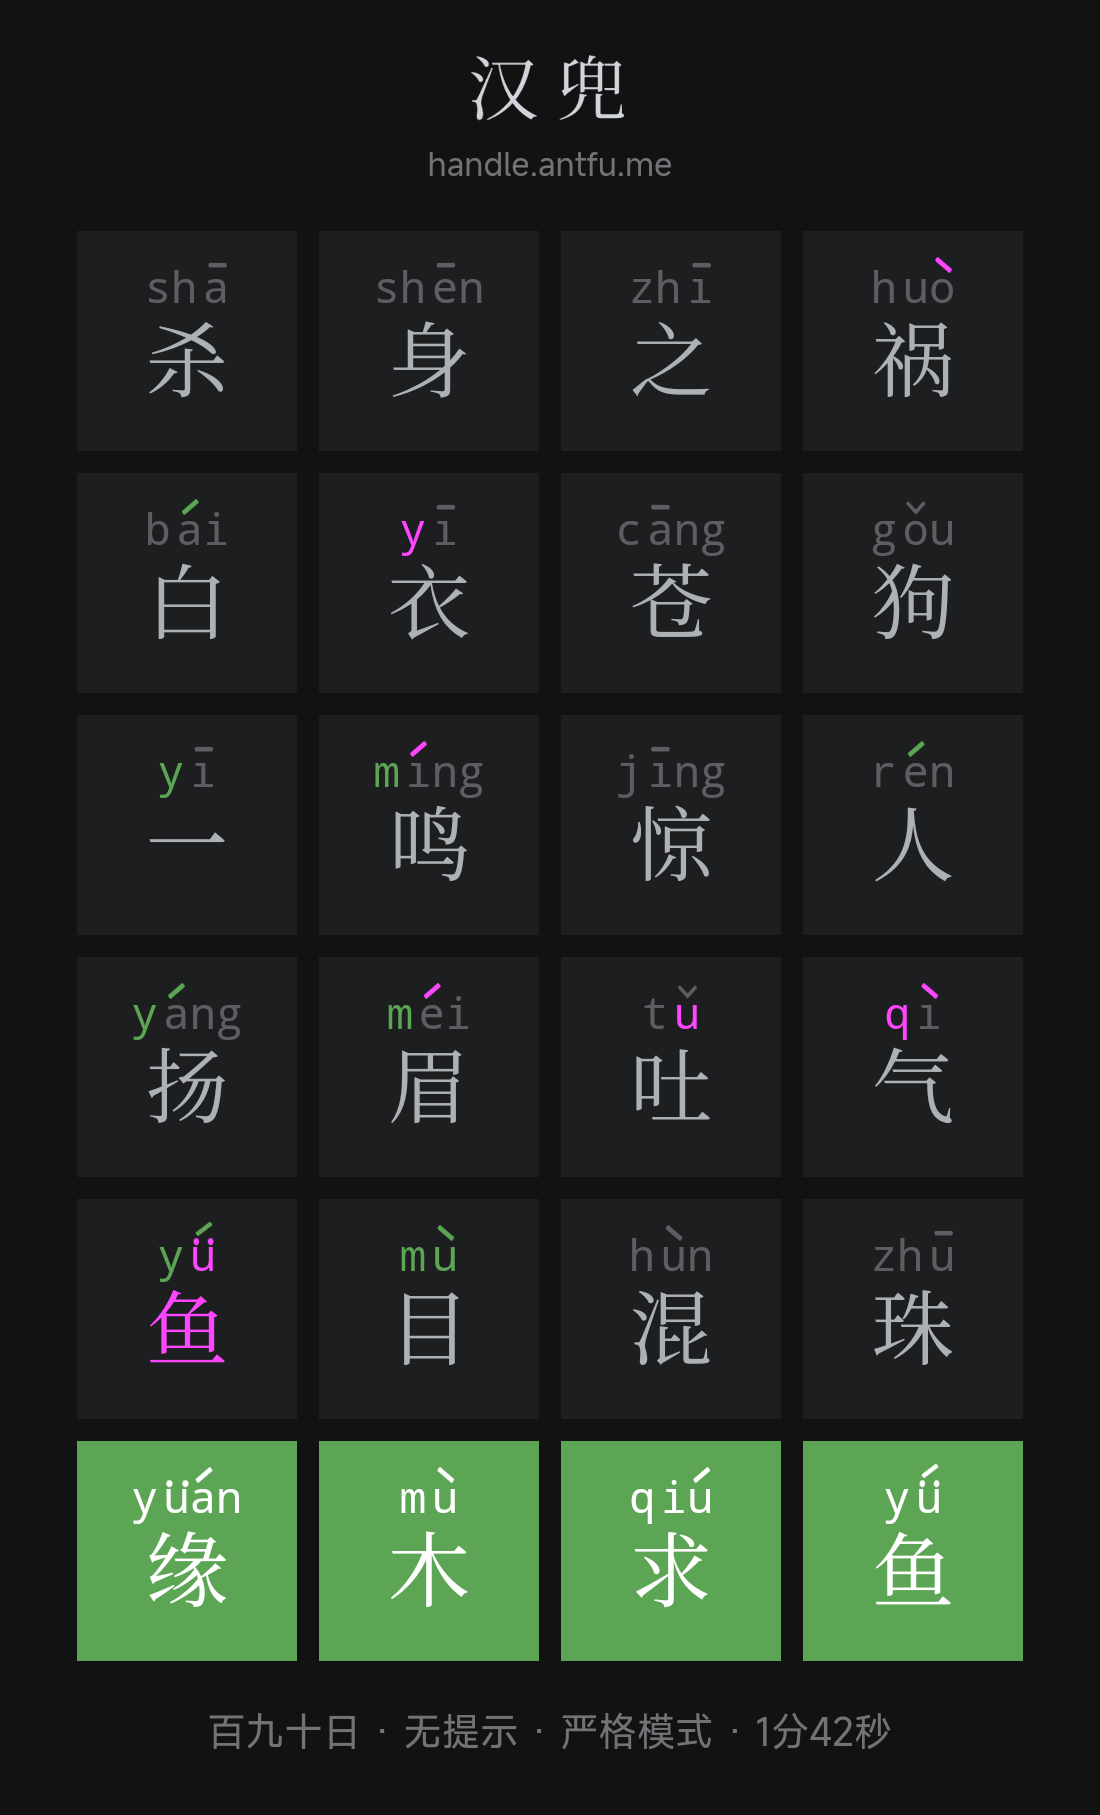 汉兜
handle.antfu.me
shā shēn zhī huò
杀 身 之 祸
bái yī cāng gǒu
白 衣 苍 狗
yī míng jīng rén
一 鸣 惊 人
yáng méi tǔ qì
扬 眉 吐 气
yǘ mù hùn zhū
鱼 目 混 珠
yüán mù qiú yǘ
缘 木 求 鱼
百九十日 · 无提示 · 严格模式 · 1分42秒